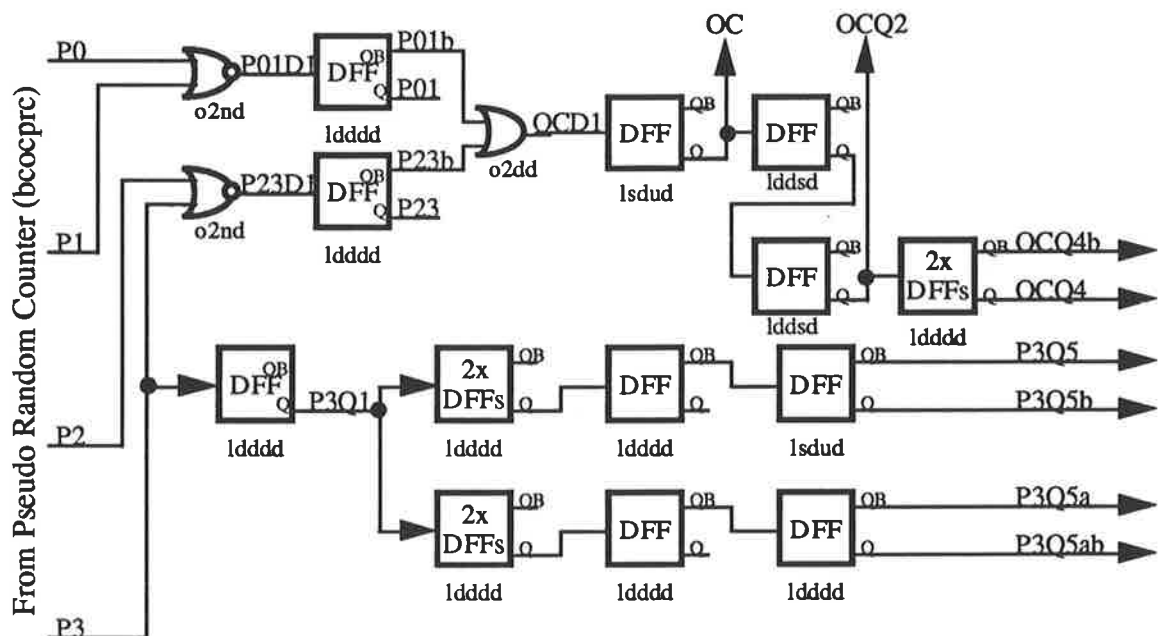 OC OCQ2
P0 P01D1 DFF QB Q P01b
P01
o2nd ldddd
OCD1 DFF QB Q DFF QB Q
o2dd lsdud lddsd
P23D1 DFF QB Q P23b
P23
o2nd lddd
P1
DFF QB Q 2x DFFs QB Q OCQ4b
OCQ4
lddsd ldddd
DFF QB Q P3Q1 2x DFFs QB Q DFF QB Q DFF QB Q P3Q5
P3Q5b
P2
ldddd ldddd ldddd lsdud
2x DFFs QB Q DFF QB Q DFF QB Q P3Q5a
P3Q5ab
ldddd ldddd ldddd
P3
From Pseudo Random Counter (bcocprc)